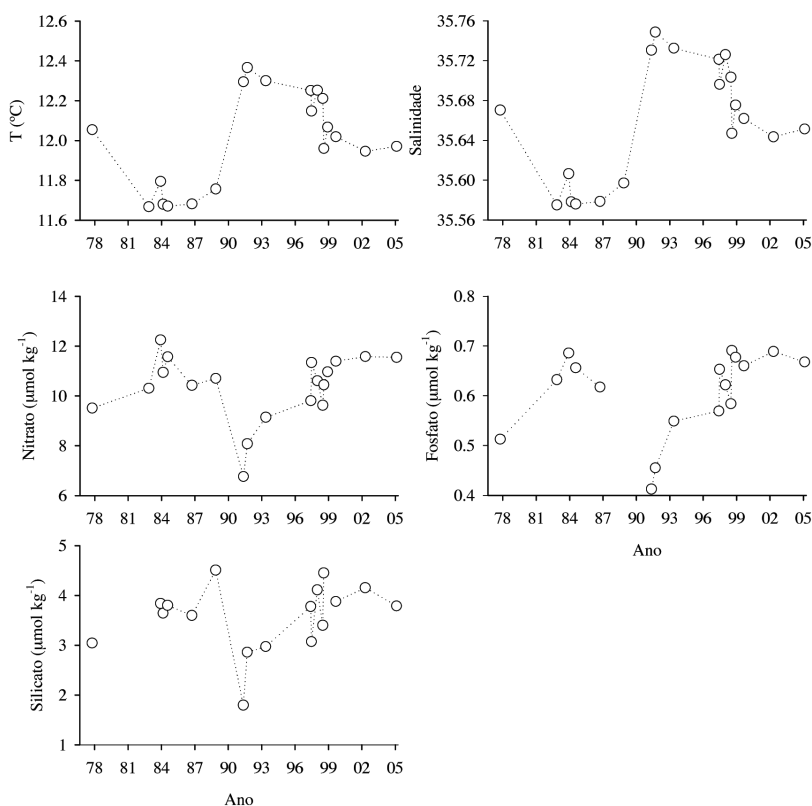 12.6
12.4
12.2
12.0
11.8
11.6
T (ºC)
78 81 84 87 90 93 96 99 02 05
35.76
35.72
35.68
35.64
35.60
35.56
Salinidade
78 81 84 87 90 93 96 99 02 05
14
12
10
8
6
Nitrato (µmol kg⁻¹)
78 81 84 87 90 93 96 99 02 05
0.8
0.7
0.6
0.5
0.4
Fosfato (µmol kg⁻¹)
78 81 84 87 90 93 96 99 02 05
Ano
5
4
3
2
1
Silicato (µmol kg⁻¹)
78 81 84 87 90 93 96 99 02 05
Ano